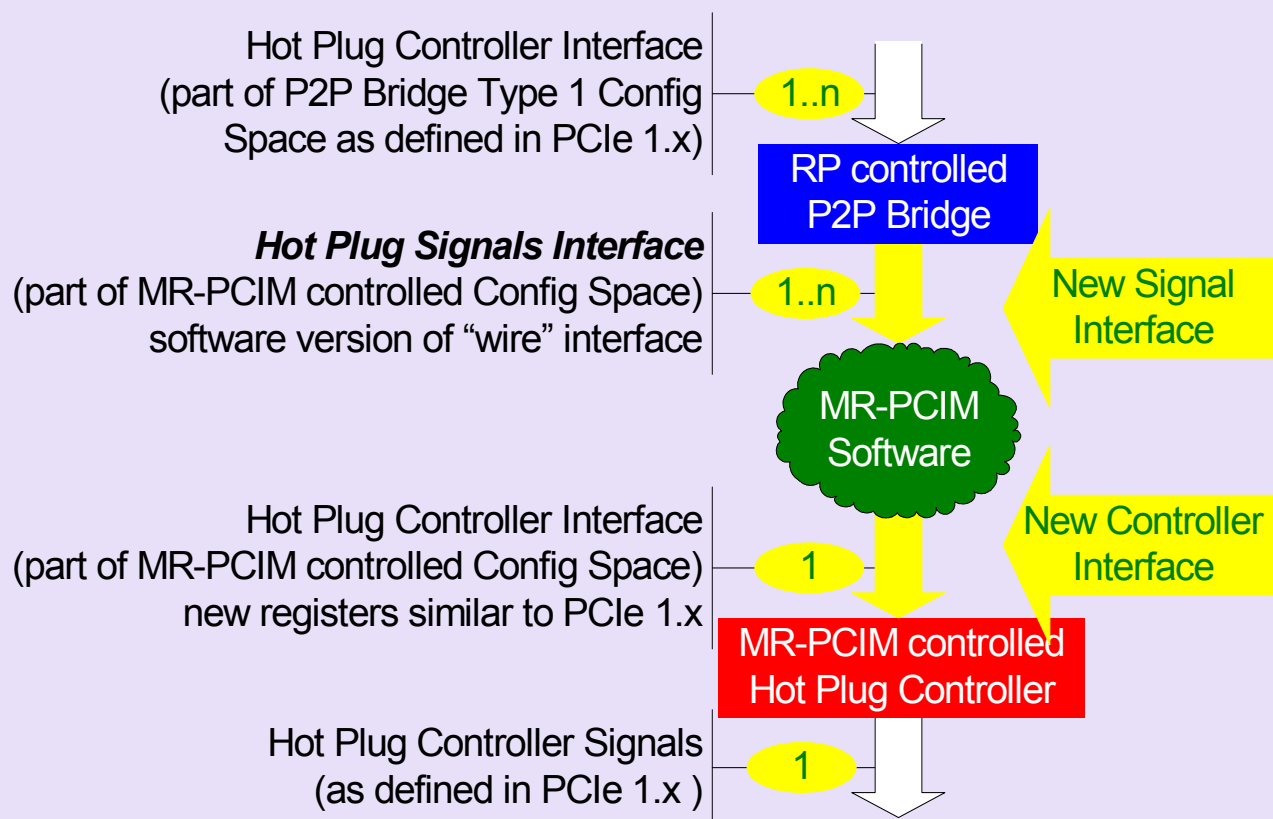 Hot Plug Controller Interface
(part of P2P Bridge Type 1 Config
Space as defined in PCIe 1.x)
1..n
RP controlled
P2P Bridge
Hot Plug Signals Interface
(part of MR-PCIM controlled Config Space)
software version of “wire” interface
1..n
New Signal
Interface
MR-PCIM
Software
Hot Plug Controller Interface
(part of MR-PCIM controlled Config Space)
new registers similar to PCIe 1.x
1
New Controller
Interface
MR-PCIM controlled
Hot Plug Controller
Hot Plug Controller Signals
(as defined in PCIe 1.x )
1